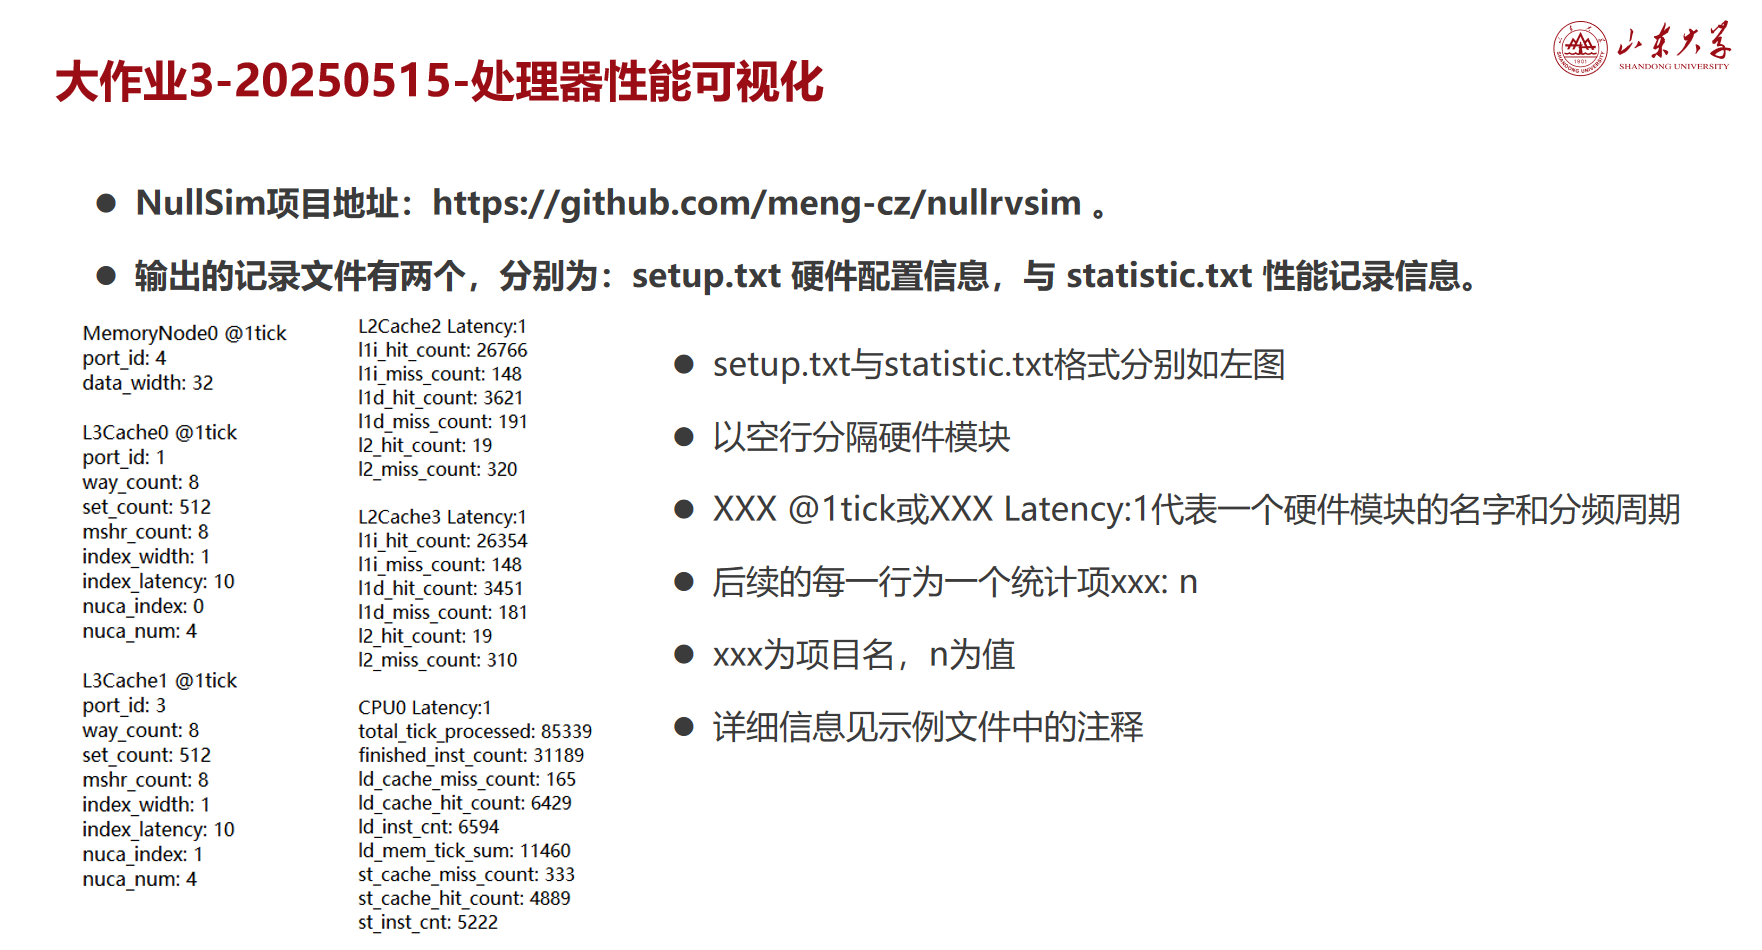 山东大学
SHANDONG UNIVERSITY
大作业3-20250515-处理器性能可视化
● NullSim项目地址：https://github.com/meng-cz/nullrvsim 。
● 输出的记录文件有两个，分别为：setup.txt 硬件配置信息，与 statistic.txt 性能记录信息。
MemoryNode0 @1tick
port_id: 4
data_width: 32
L3Cache0 @1tick
port_id: 1
way_count: 8
set_count: 512
mshr_count: 8
index_width: 1
index_latency: 10
nuca_index: 0
nuca_num: 4
L3Cache1 @1tick
port_id: 3
way_count: 8
set_count: 512
mshr_count: 8
index_width: 1
index_latency: 10
nuca_index: 1
nuca_num: 4
L2Cache2 Latency:1
l1i_hit_count: 26766
l1i_miss_count: 148
l1d_hit_count: 3621
l1d_miss_count: 191
l2_hit_count: 19
l2_miss_count: 320
L2Cache3 Latency:1
l1i_hit_count: 26354
l1i_miss_count: 148
l1d_hit_count: 3451
l1d_miss_count: 181
l2_hit_count: 19
l2_miss_count: 310
CPU0 Latency:1
total_tick_processed: 85339
finished_inst_count: 31189
ld_cache_miss_count: 165
ld_cache_hit_count: 6429
ld_inst_cnt: 6594
ld_mem_tick_sum: 11460
st_cache_miss_count: 333
st_cache_hit_count: 4889
st_inst_cnt: 5222
● setup.txt与statistic.txt格式分别如左图
● 以空行分隔硬件模块
● XXX @1tick或XXX Latency:1代表一个硬件模块的名字和分频周期
● 后续的每一行为一个统计项xxx: n
● xxx为项目名，n为值
● 详细信息见示例文件中的注释